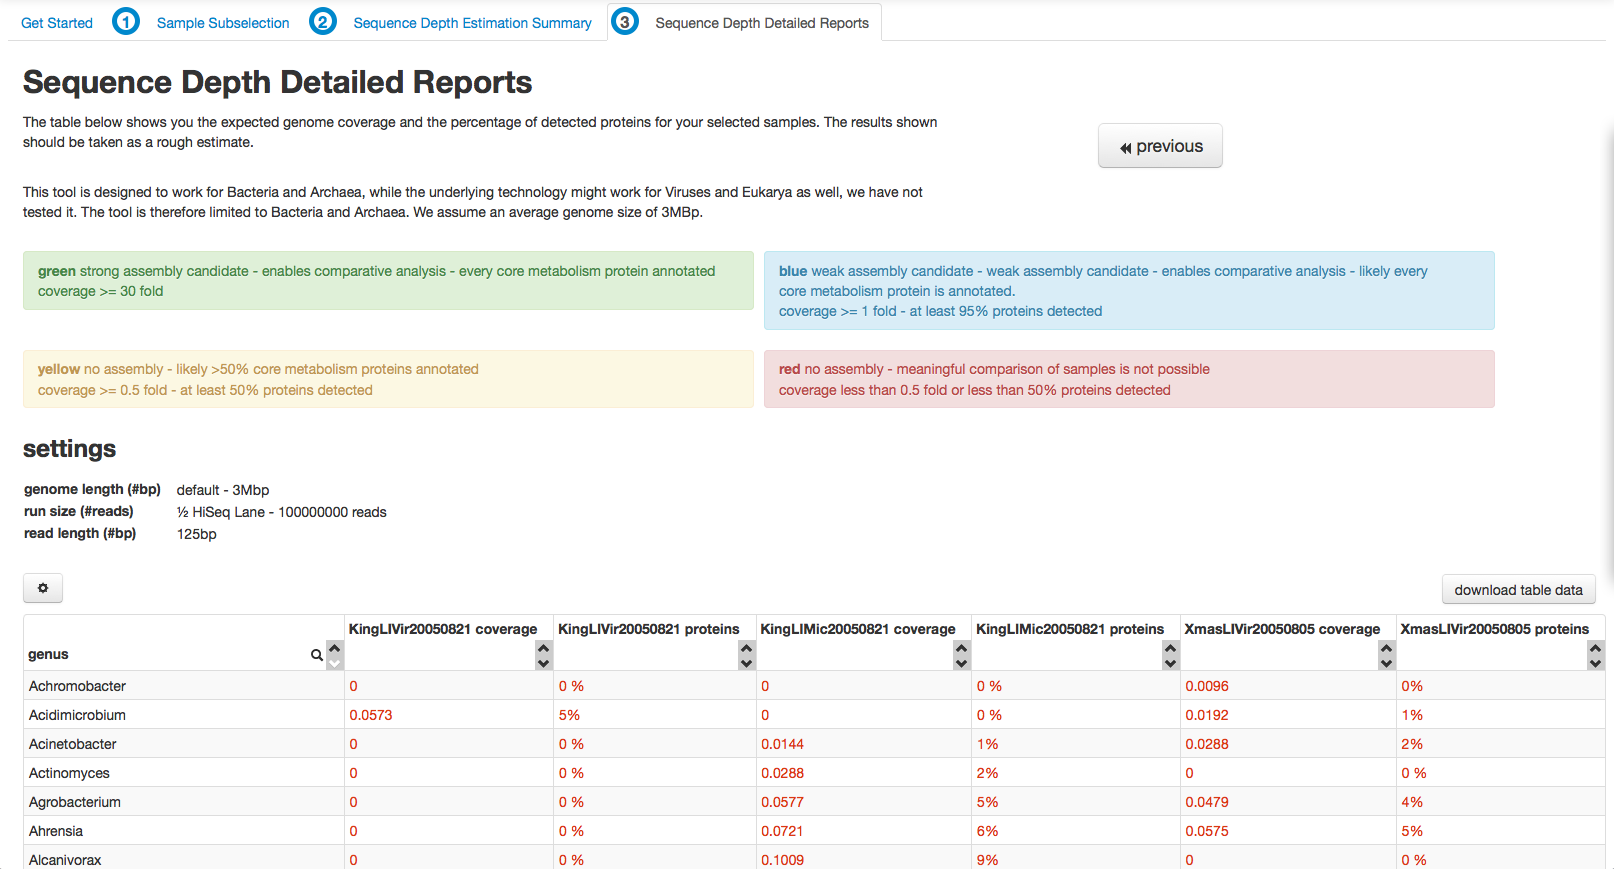 Get Started 1 Sample Subselection 2 Sequence Depth Estimation Summary 3 Sequence Depth Detailed Reports
Sequence Depth Detailed Reports
The table below shows you the expected genome coverage and the percentage of detected proteins for your selected samples. The results shown
should be taken as a rough estimate.
previous
This tool is designed to work for Bacteria and Archaea, while the underlying technology might work for Viruses and Eukarya as well, we have not
tested it. The tool is therefore limited to Bacteria and Archaea. We assume an average genome size of 3MBp.
green strong assembly candidate - enables comparative analysis - every core metabolism protein annotated
coverage >= 30 fold
blue weak assembly candidate - weak assembly candidate - enables comparative analysis - likely every
core metabolism protein is annotated.
coverage >= 1 fold - at least 95% proteins detected
yellow no assembly - likely >50% core metabolism proteins annotated
coverage >= 0.5 fold - at least 50% proteins detected
red no assembly - meaningful comparison of samples is not possible
coverage less than 0.5 fold or less than 50% proteins detected
settings
genome length (#bp) default - 3Mbp
run size (#reads) ½ HiSeq Lane - 100000000 reads
read length (#bp) 125bp
download table data
genus KingLIVir20050821 coverage KingLIVir20050821 proteins KingLIMic20050821 coverage KingLIMic20050821 proteins XmasLIVir20050805 coverage XmasLIVir20050805 proteins
Achromobacter 0 0 % 0 0 % 0.0096 0%
Acidimicrobium 0.0573 5% 0 0 % 0.0192 1%
Acinetobacter 0 0 % 0.0144 1% 0.0288 2%
Actinomyces 0 0 % 0.0288 2% 0 0 %
Agrobacterium 0 0 % 0.0577 5% 0.0479 4%
Ahrensia 0 0 % 0.0721 6% 0.0575 5%
Alcanivorax 0 0 % 0.1009 9% 0 0 %